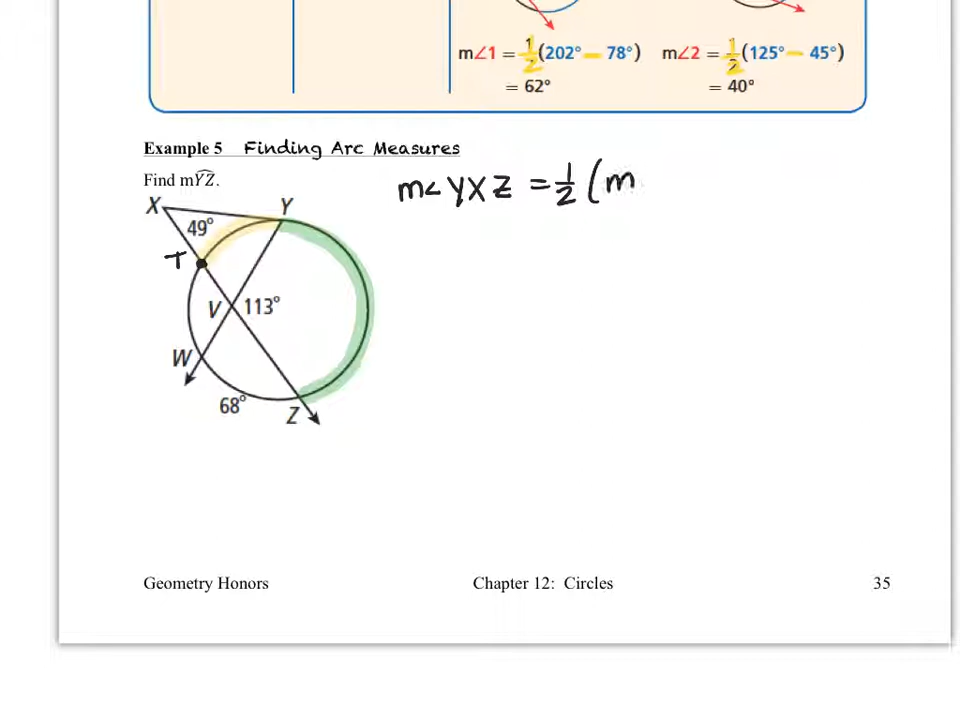 m∠1 = 1/2(202° − 78°) m∠2 = 1/2(125° − 45°)
= 62° = 40°
Example 5 Finding Arc Measures
Find mYZ.
m∠YXZ = 1/2 (m
X
Y
49°
T
V 113°
W
68°
Z
Geometry Honors Chapter 12: Circles 35